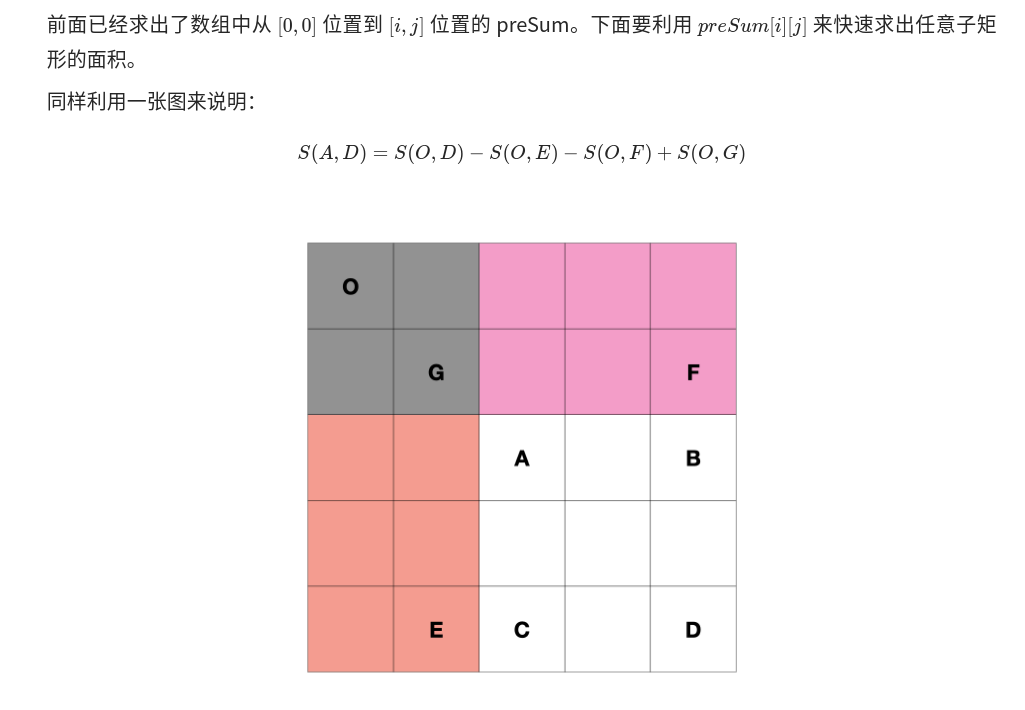 前面已经求出了数组中从 [0,0] 位置到 [i,j] 位置的 preSum。下面要利用 preSum[i][j] 来快速求出任意子矩
形的面积。
同样利用一张图来说明：
S(A,D) = S(O,D) − S(O,E) − S(O,F) + S(O,G)
O
G F
A B
E C D